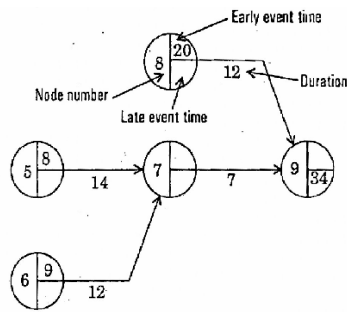 Early event time
8 20
12
Duration
Node number
Late event time
5 8
14
7
7
9 34
6 9
12